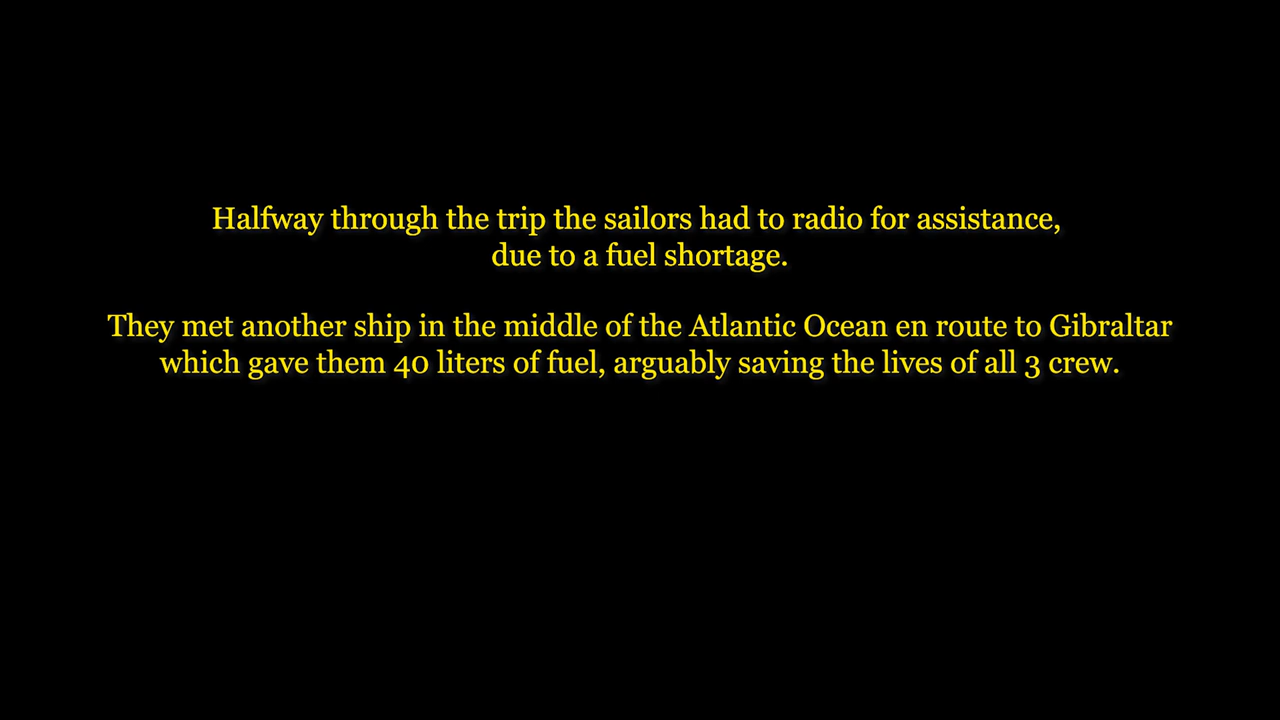 Halfway through the trip the sailors had to radio for assistance,
due to a fuel shortage.
They met another ship in the middle of the Atlantic Ocean en route to Gibraltar
which gave them 40 liters of fuel, arguably saving the lives of all 3 crew.